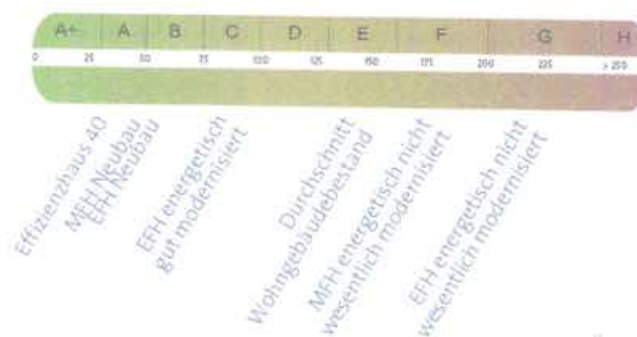 A+ A B C D E F G H
0 25 50 75 100 125 150 175 200 225 > 250
Effizienzhaus 40
MFH Neubau
EFH Neubau
EFH energetisch
gut modernisiert
Durchschnitt
Wohngebäudebestand
MFH energetisch nicht
wesentlich modernisiert
EFH energetisch nicht
wesentlich modernisiert